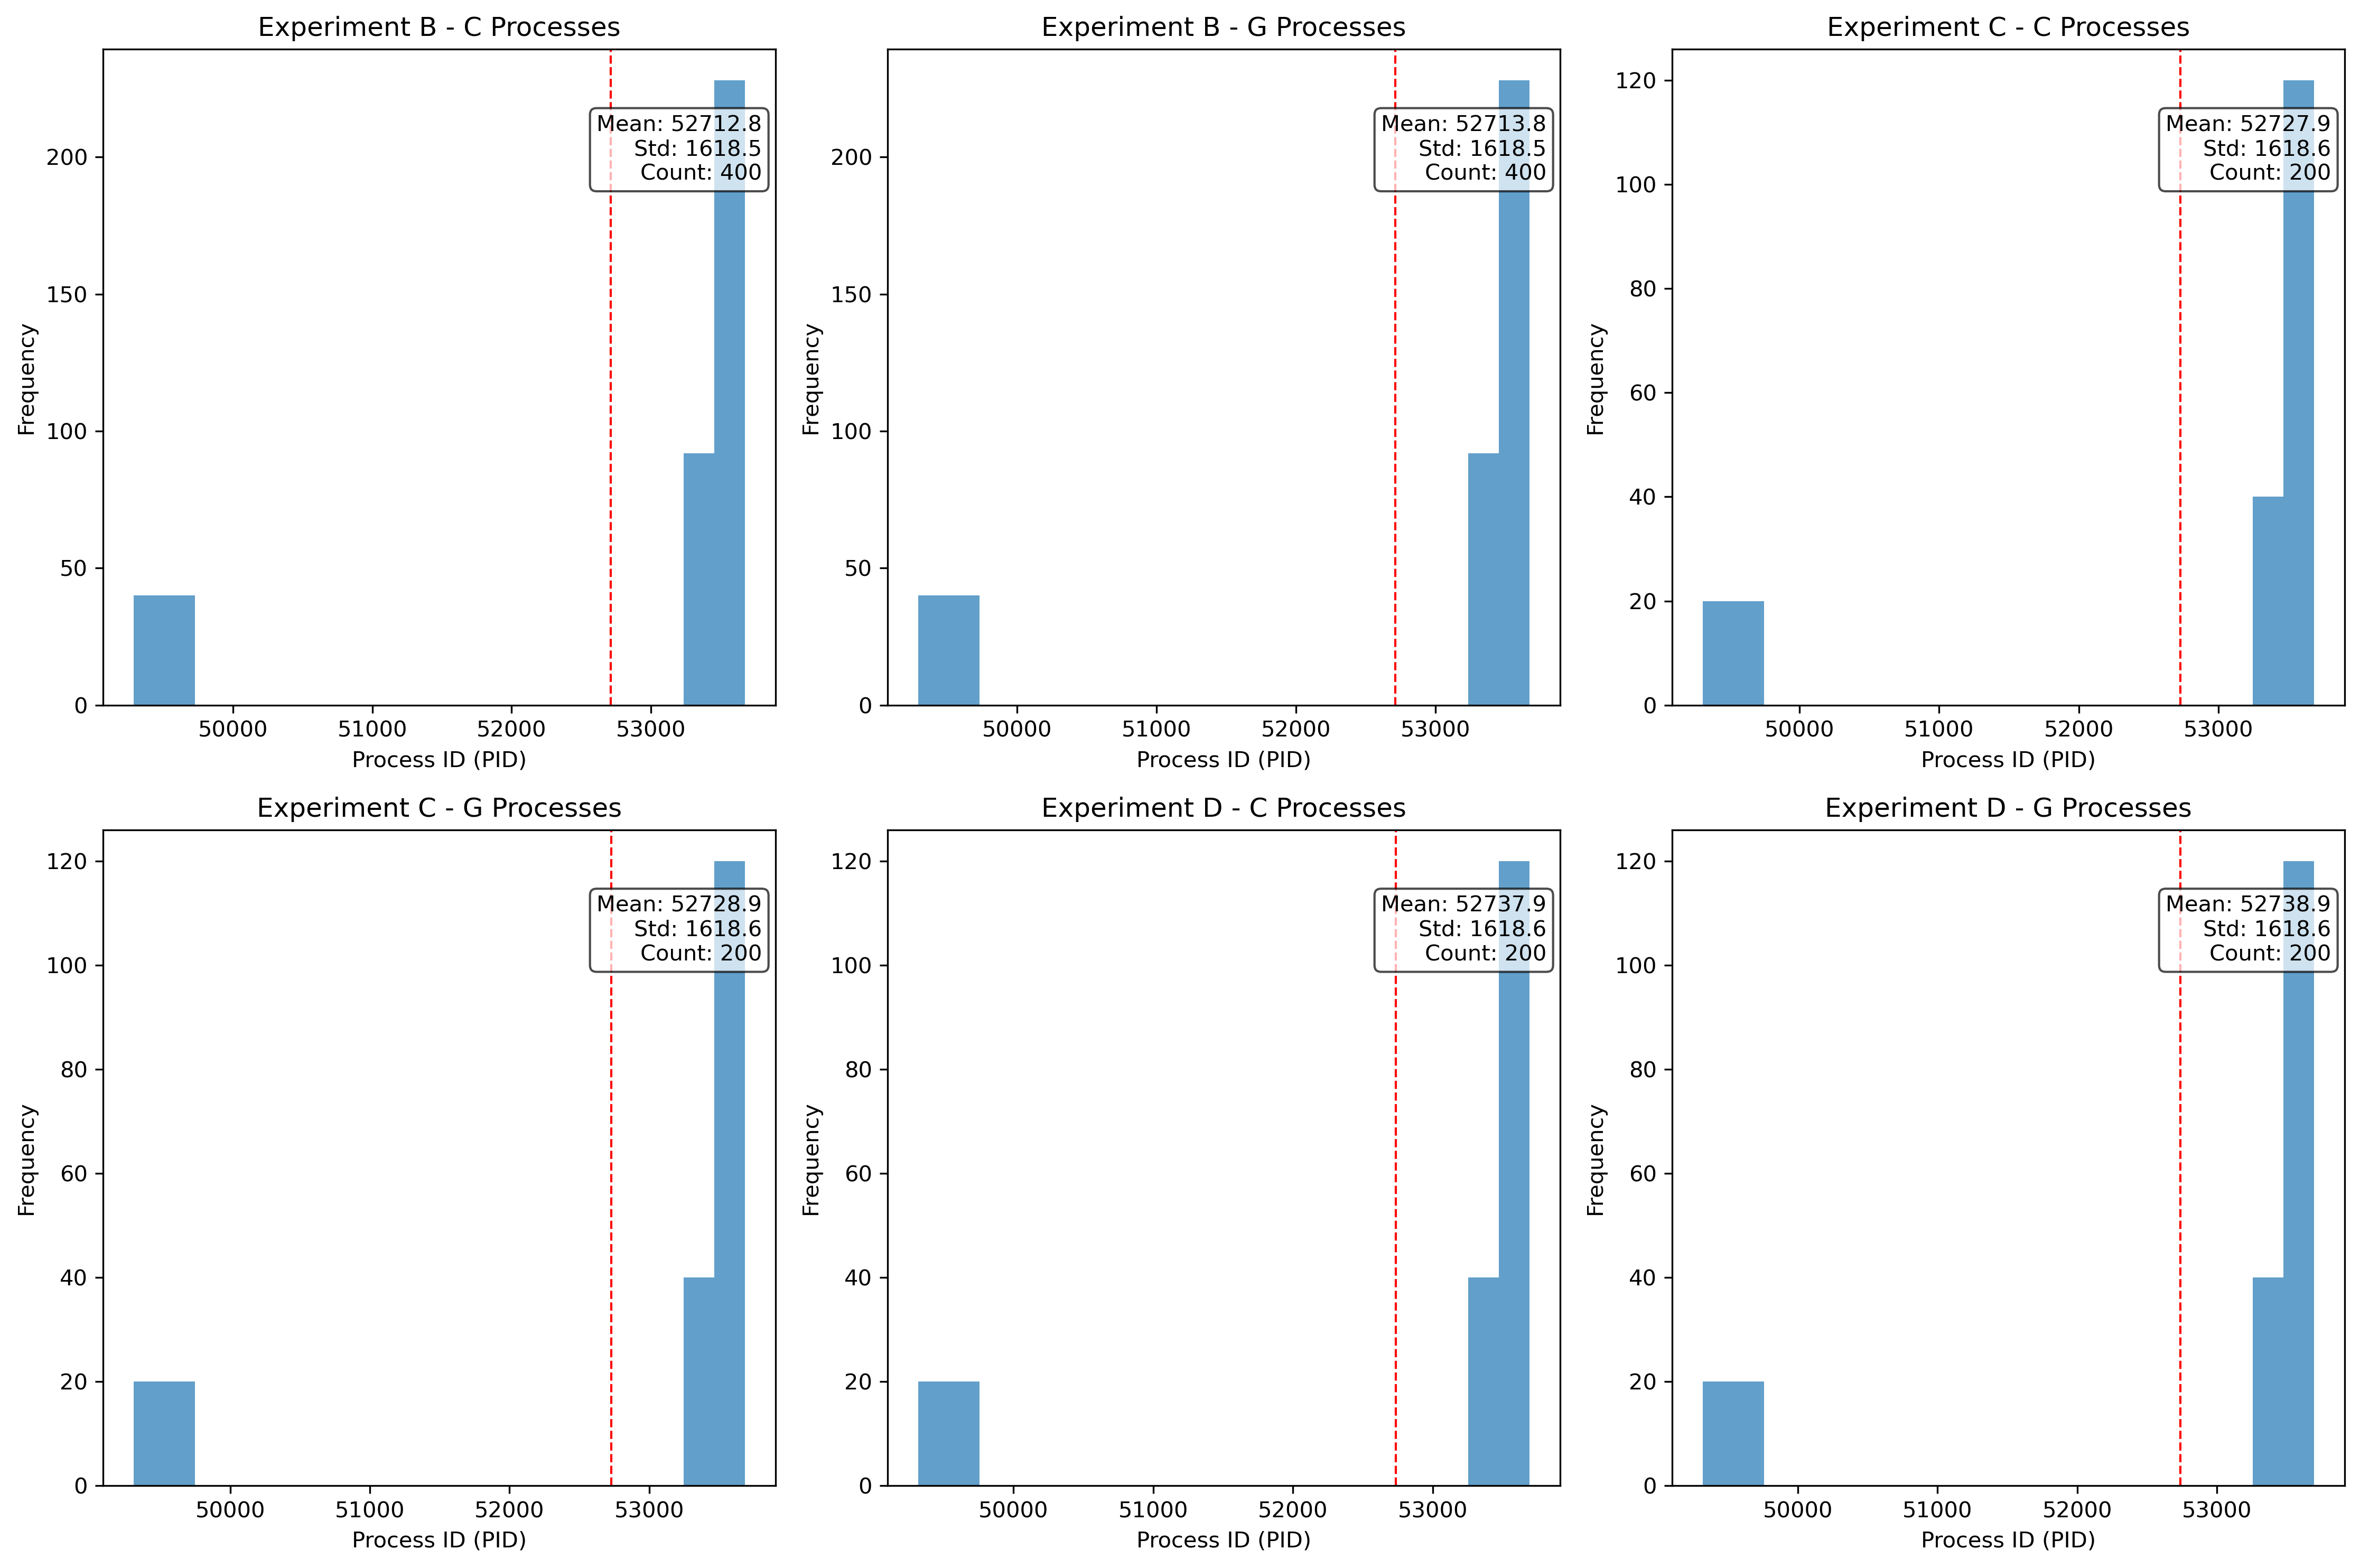 Experiment B - C Processes
Frequency
200
150
100
50
0
Mean: 52712.8
Std: 1618.5
Count: 400
50000 51000 52000 53000
Process ID (PID)
Experiment B - G Processes
Frequency
200
150
100
50
0
Mean: 52713.8
Std: 1618.5
Count: 400
50000 51000 52000 53000
Process ID (PID)
Experiment C - C Processes
Frequency
120
100
80
60
40
20
0
Mean: 52727.9
Std: 1618.6
Count: 200
50000 51000 52000 53000
Process ID (PID)
Experiment C - G Processes
Frequency
120
100
80
60
40
20
0
Mean: 52728.9
Std: 1618.6
Count: 200
50000 51000 52000 53000
Process ID (PID)
Experiment D - C Processes
Frequency
120
100
80
60
40
20
0
Mean: 52737.9
Std: 1618.6
Count: 200
50000 51000 52000 53000
Process ID (PID)
Experiment D - G Processes
Frequency
120
100
80
60
40
20
0
Mean: 52738.9
Std: 1618.6
Count: 200
50000 51000 52000 53000
Process ID (PID)